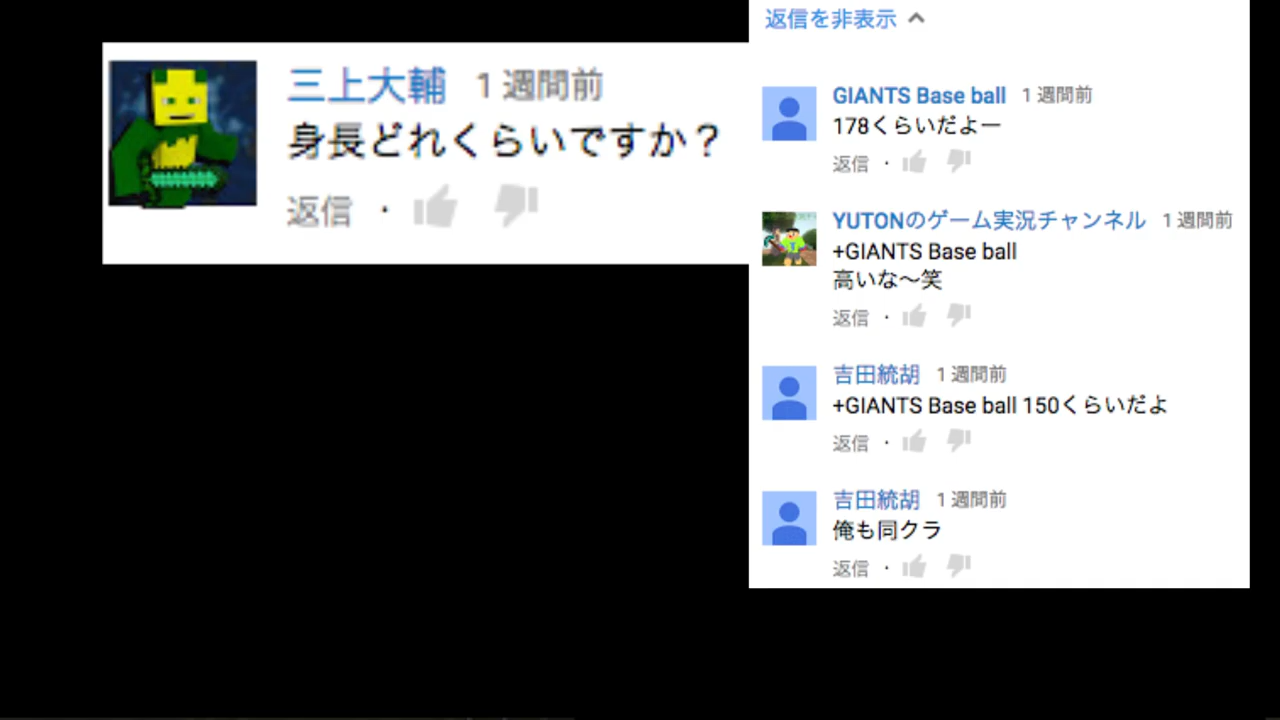 三上大輔 1 週間前
身長どれくらいですか？
返信 ・
返信を非表示
GIANTS Base ball 1 週間前
178くらいだよー
返信 ・
YUTONのゲーム実況チャンネル 1 週間前
+GIANTS Base ball
高いな〜笑
返信 ・
吉田統胡 1 週間前
+GIANTS Base ball 150くらいだよ
返信 ・
吉田統胡 1 週間前
俺も同クラ
返信 ・